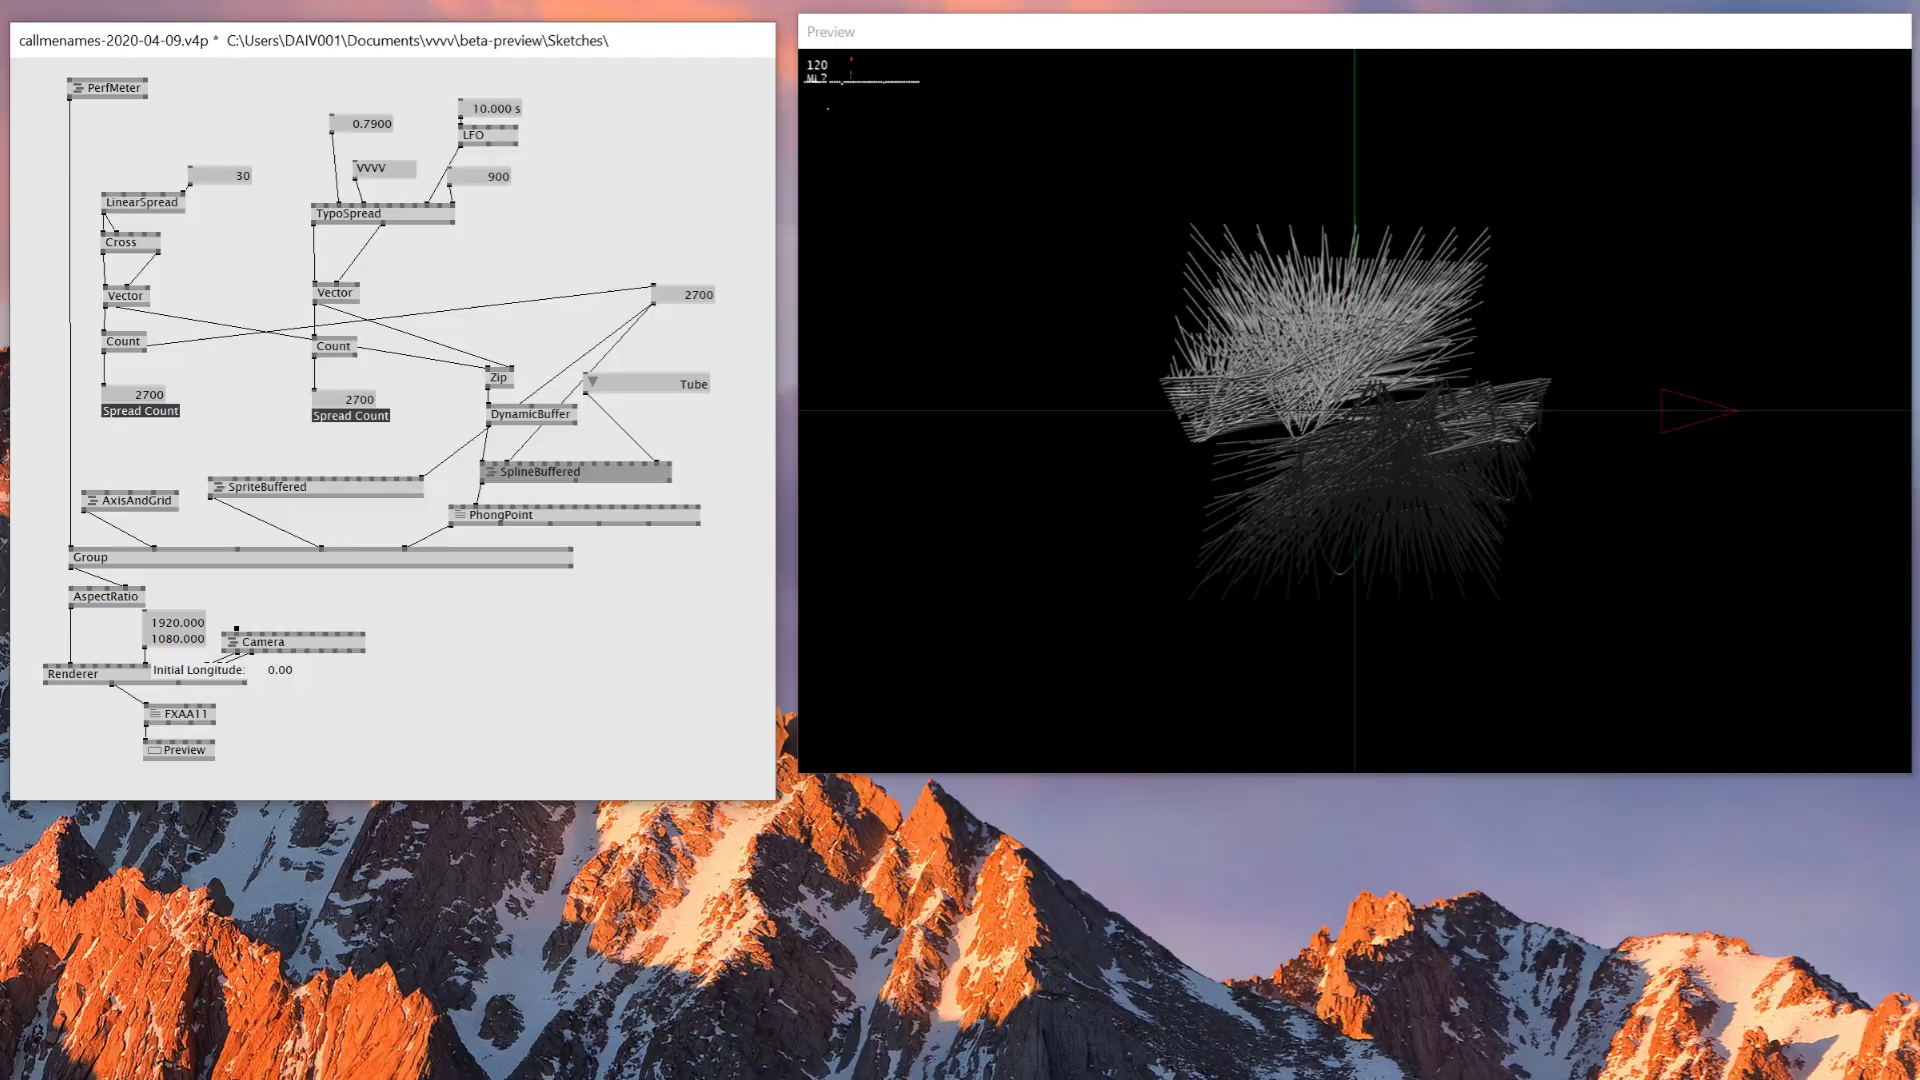 callmenames-2020-04-09.v4p * C:\Users\DAIV001\Documents\vvvv\beta-preview\Sketches\
PerfMeter
10.000 s
0.7900
LFO
VVVV
30
900
LinearSpread
TypoSpread
Cross
Vector
Vector
2700
Count
Count
Zip
Tube
2700
2700
Spread Count
Spread Count
DynamicBuffer
SplineBuffered
SpriteBuffered
AxisAndGrid
PhongPoint
Group
AspectRatio
1920.000
1080.000
Camera
Renderer
Initial Longitude: 0.00
FXAA11
Preview
Preview
120